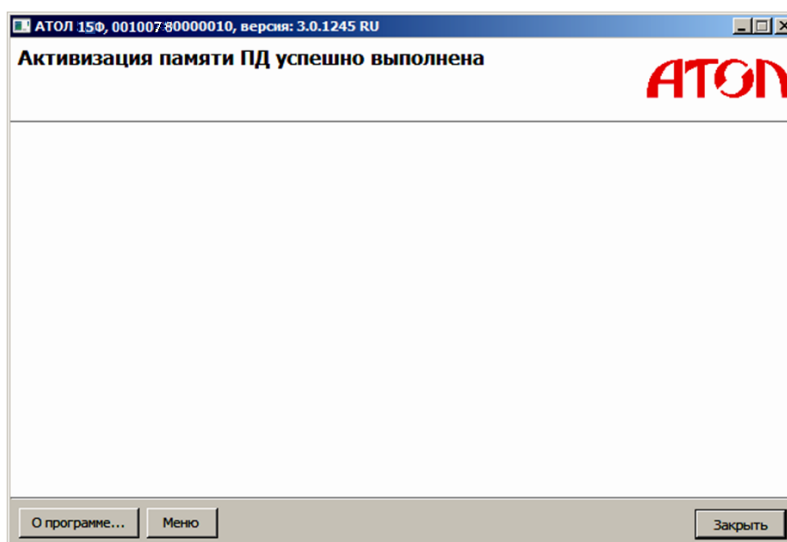 АТОЛ 15Ф, 00100780000010, версия: 3.0.1245 RU
Активизация памяти ПД успешно выполнена
АТОЛ
О программе...
Меню
Закрыть